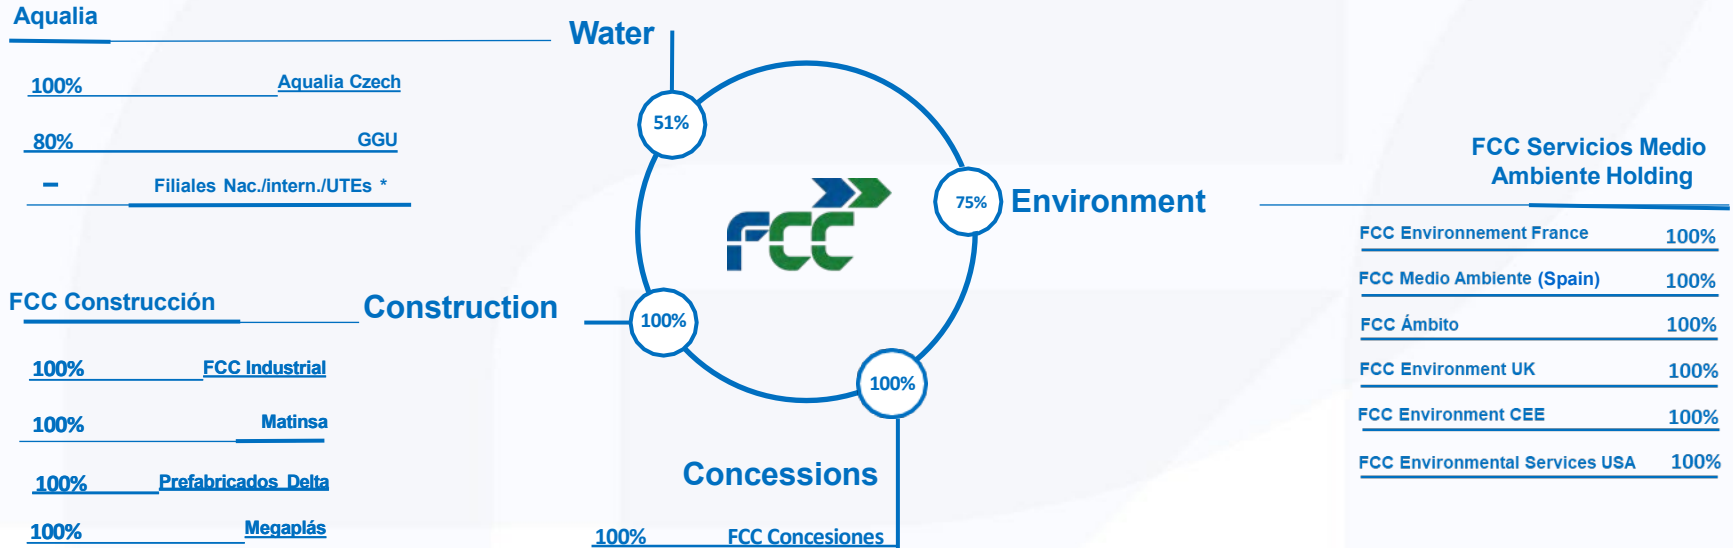 Aqualia
Water
100% Aqualia Czech
80% GGU
– Filiales Nac./intern./UTEs *
51%
FCC
75%
Environment
FCC Servicios Medio
Ambiente Holding
FCC Environnement France 100%
FCC Medio Ambiente (Spain) 100%
FCC Ámbito 100%
FCC Environment UK 100%
FCC Environment CEE 100%
FCC Environmental Services USA 100%
FCC Construcción
Construction
100%
100% FCC Industrial
100% Matinsa
100% Prefabricados Delta
100% Megaplás
100%
Concessions
100% FCC Concesiones